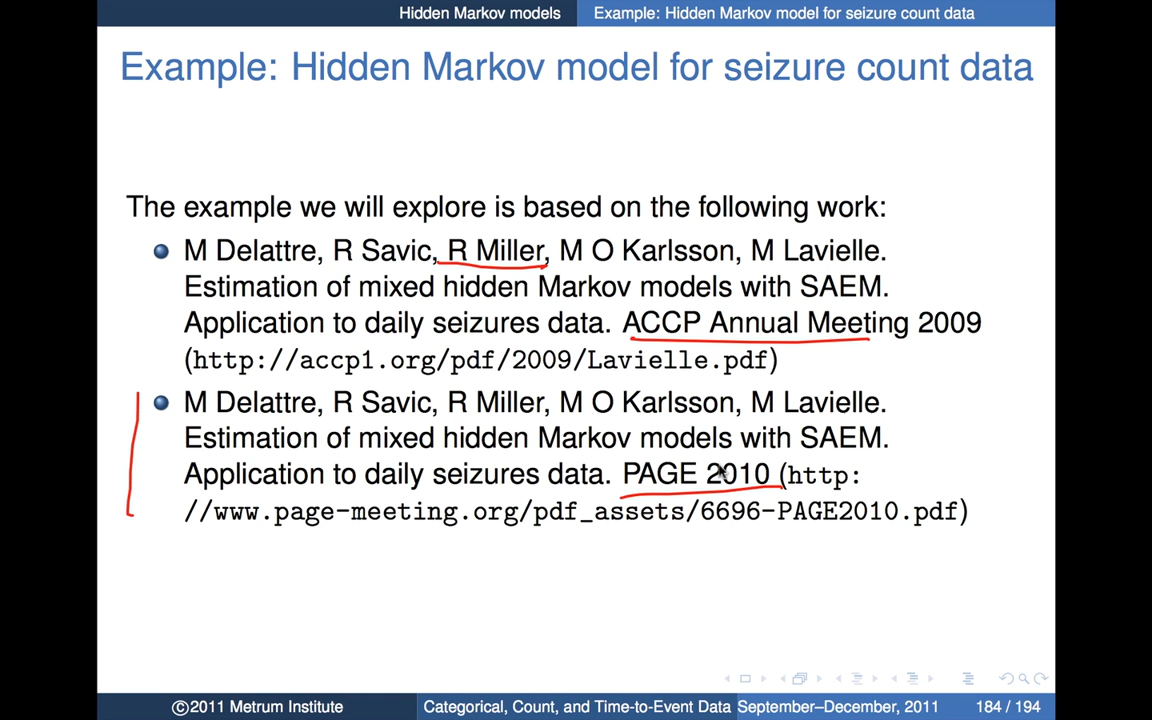 Hidden Markov models Example: Hidden Markov model for seizure count data
Example: Hidden Markov model for seizure count data
The example we will explore is based on the following work:
M Delattre, R Savic, R Miller, M O Karlsson, M Lavielle.
Estimation of mixed hidden Markov models with SAEM.
Application to daily seizures data. ACCP Annual Meeting 2009
(http://accp1.org/pdf/2009/Lavielle.pdf)
M Delattre, R Savic, R Miller, M O Karlsson, M Lavielle.
Estimation of mixed hidden Markov models with SAEM.
Application to daily seizures data. PAGE 2010 (http:
//www.page-meeting.org/pdf_assets/6696-PAGE2010.pdf)
©2011 Metrum Institute Categorical, Count, and Time-to-Event Data September–December, 2011 184 / 194